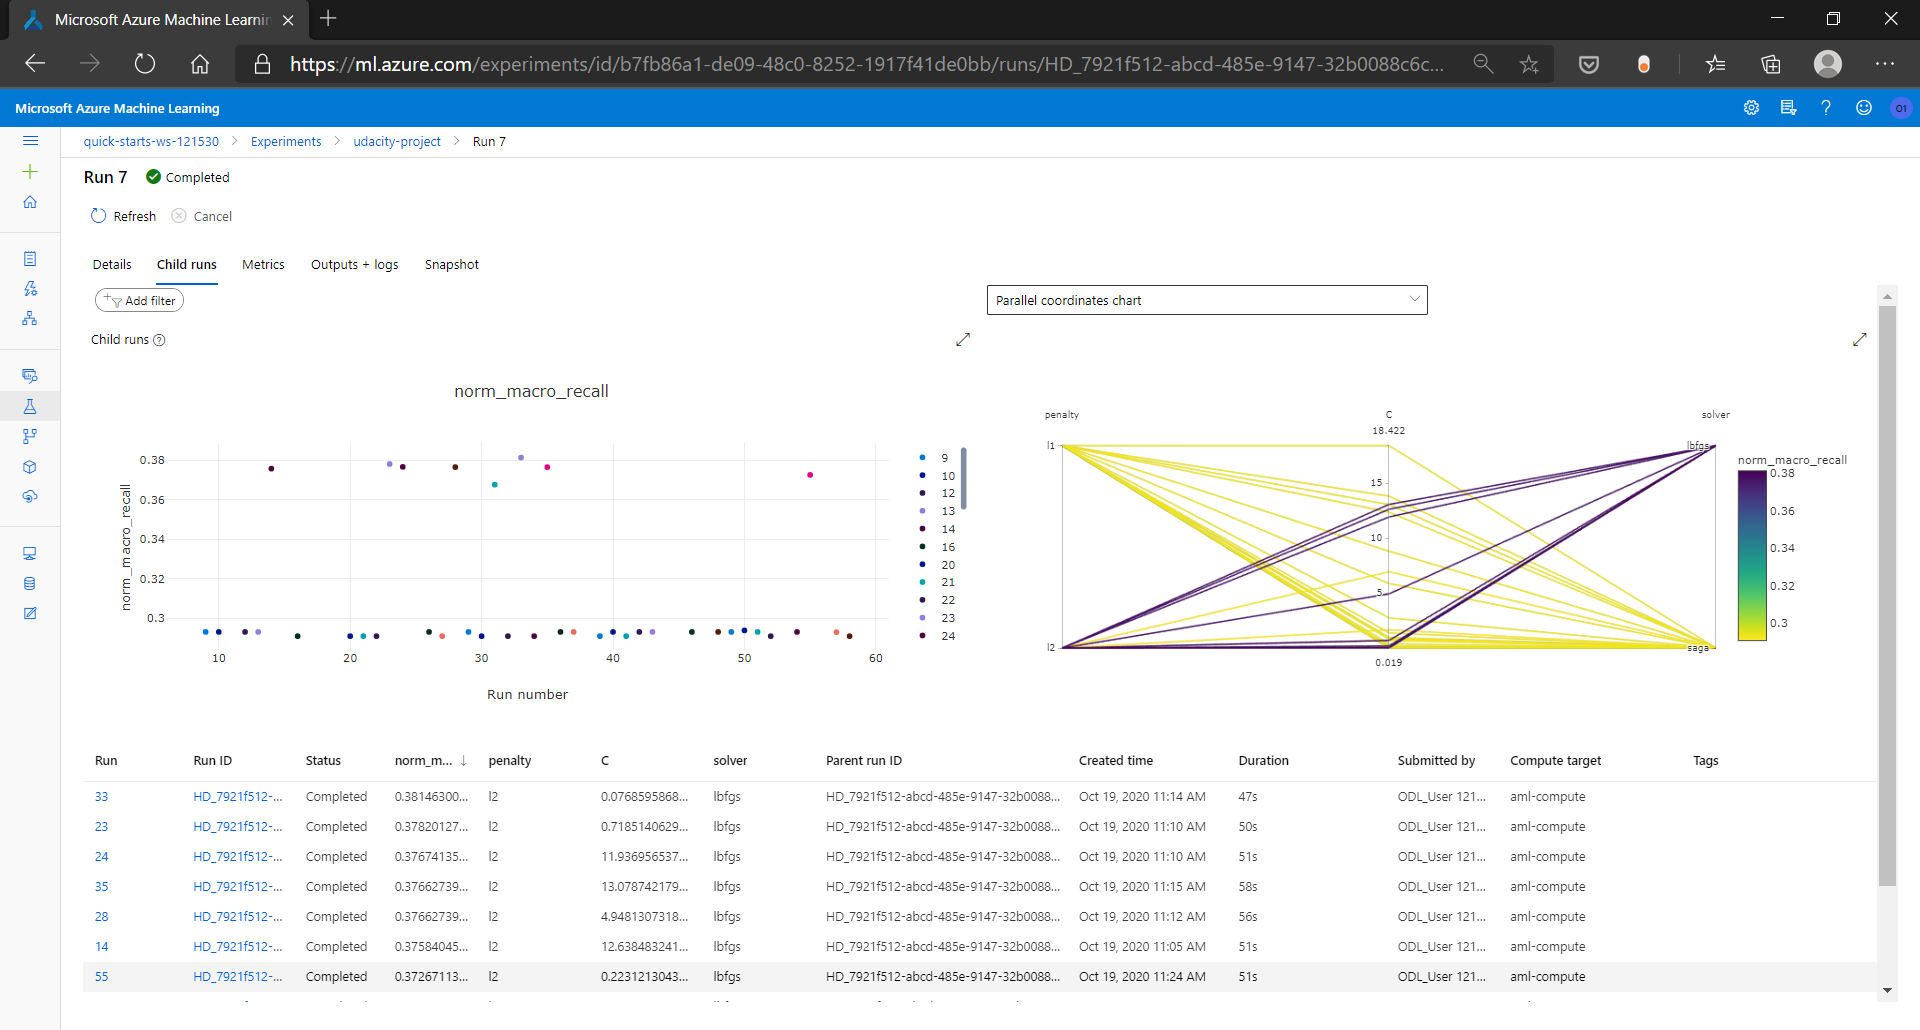 Microsoft Azure Machine Learnin
https://ml.azure.com/experiments/id/b7fb86a1-de09-48c0-8252-1917f41de0bb/runs/HD_7921f512-abcd-485e-9147-32b0088c6c...
Microsoft Azure Machine Learning
O1
quick-starts-ws-121530 > Experiments > udacity-project > Run 7
Run 7 Completed
Refresh Cancel
Details Child runs Metrics Outputs + logs Snapshot
Add filter
Parallel coordinates chart
Child runs
norm_macro_recall
norm_macro_recall
0.38
0.36
0.34
0.32
0.3
10 20 30 40 50 60
Run number
9
10
12
13
14
16
20
21
22
23
24
penalty C solver
18.422
l1
l2
15
10
5
0.019
lbfgs
saga
norm_macro_recall
0.38
0.36
0.34
0.32
0.3
Run Run ID Status norm_m... ↓ penalty C solver Parent run ID Created time Duration Submitted by Compute target Tags
33 HD_7921f512-... Completed 0.38146300... l2 0.0768595868... lbfgs HD_7921f512-abcd-485e-9147-32b0088... Oct 19, 2020 11:14 AM 47s ODL_User 121... aml-compute
23 HD_7921f512-... Completed 0.37820127... l2 0.7185140629... lbfgs HD_7921f512-abcd-485e-9147-32b0088... Oct 19, 2020 11:10 AM 50s ODL_User 121... aml-compute
24 HD_7921f512-... Completed 0.37674135... l2 11.936956537... lbfgs HD_7921f512-abcd-485e-9147-32b0088... Oct 19, 2020 11:10 AM 51s ODL_User 121... aml-compute
35 HD_7921f512-... Completed 0.37662739... l2 13.078742179... lbfgs HD_7921f512-abcd-485e-9147-32b0088... Oct 19, 2020 11:15 AM 58s ODL_User 121... aml-compute
28 HD_7921f512-... Completed 0.37662739... l2 4.9481307318... lbfgs HD_7921f512-abcd-485e-9147-32b0088... Oct 19, 2020 11:12 AM 56s ODL_User 121... aml-compute
14 HD_7921f512-... Completed 0.37584045... l2 12.638483241... lbfgs HD_7921f512-abcd-485e-9147-32b0088... Oct 19, 2020 11:05 AM 51s ODL_User 121... aml-compute
55 HD_7921f512-... Completed 0.37267113... l2 0.2231213043... lbfgs HD_7921f512-abcd-485e-9147-32b0088... Oct 19, 2020 11:24 AM 51s ODL_User 121... aml-compute